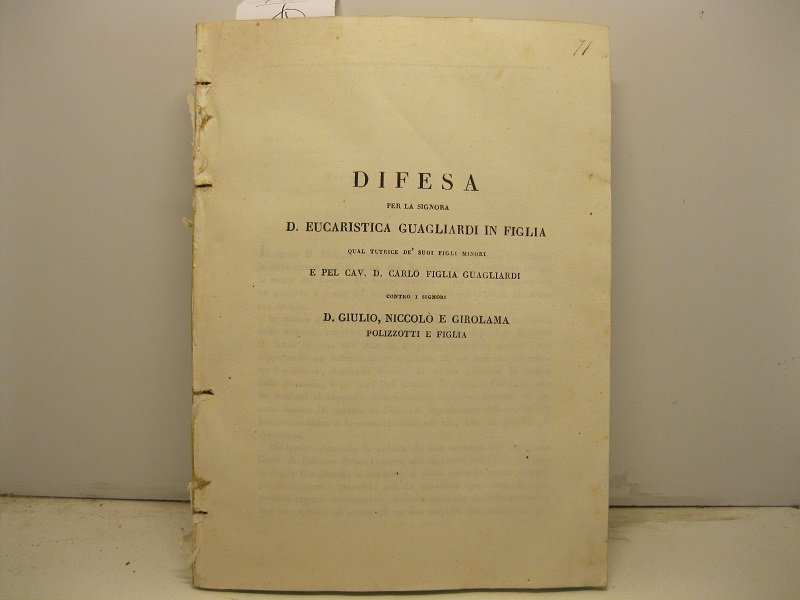 71
DIFESA
PER LA SIGNORA
D. EUCARISTICA GUAGLIARDI IN FIGLIA
QUAL TUTRICE DE' SUOI FIGLI MINORI
E PEL CAV. D. CARLO FIGLIA GUAGLIARDI
CONTRO I SIGNORI
D. GIULIO, NICCOLÒ E GIROLAMA
POLIZZOTTI E FIGLIA